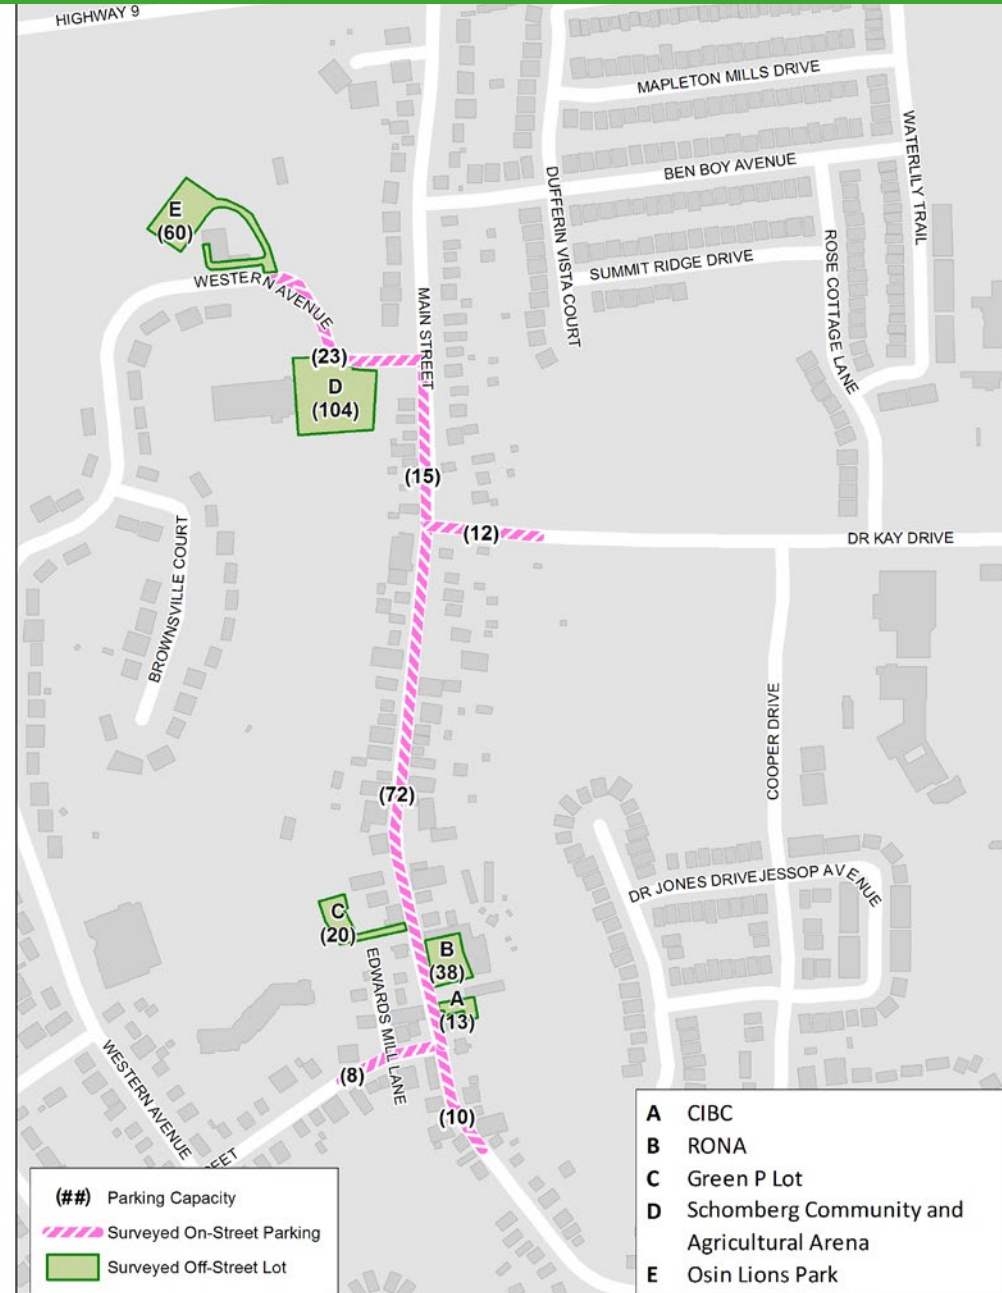 HIGHWAY 9
MAPLETON MILLS DRIVE
WATERLILY TRAIL
BEN BOY AVENUE
DUFFERIN VISTA COURT
E
(60)
ROSE COTTAGE LANE
SUMMIT RIDGE DRIVE
WESTERN AVENUE
MAIN STREET
(23)
D
(104)
(15)
(12)
DR KAY DRIVE
BROWNSVILLE COURT
COOPER DRIVE
(72)
DR JONES DRIVE
JESSOP AVENUE
C
(20)
B
(38)
EDWARDS MILL LANE
A
(13)
WESTERN AVENUE
(8)
(10)
REET
(##) Parking Capacity
Surveyed On-Street Parking
Surveyed Off-Street Lot
A CIBC
B RONA
C Green P Lot
D Schomberg Community and
Agricultural Arena
E Osin Lions Park